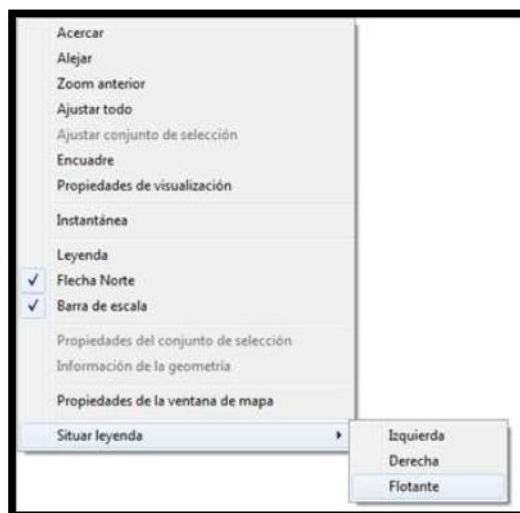 Acercar
Alejar
Zoom anterior
Ajustar todo
Ajustar conjunto de selección
Encuadre
Propiedades de visualización
Instantánea
Leyenda
Flecha Norte
Barra de escala
Propiedades del conjunto de selección
Información de la geometría
Propiedades de la ventana de mapa
Situar leyenda
Izquierda
Derecha
Flotante